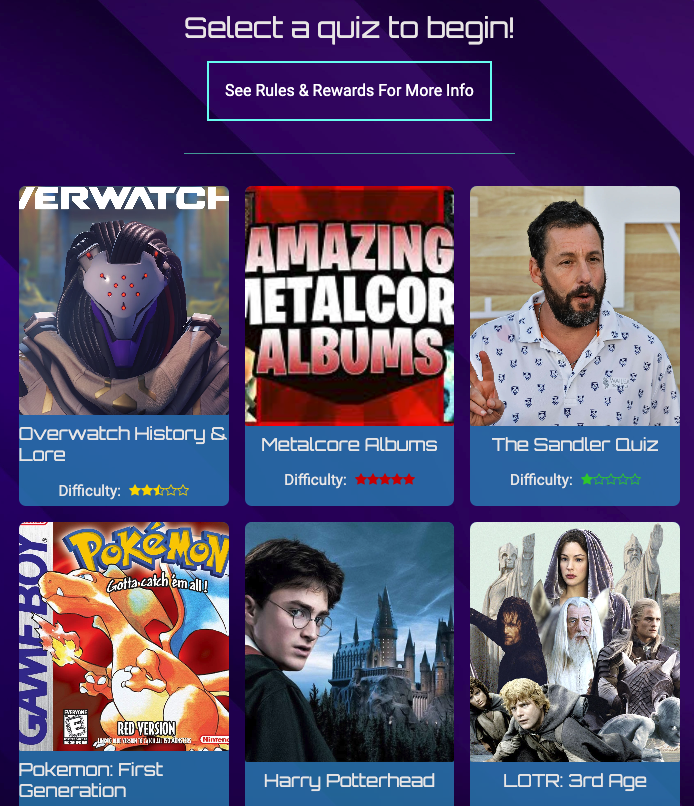 Select a quiz to begin!
See Rules & Rewards For More Info
VERWATCH
AMAZING
METALCOR
ALBUMS
Overwatch History &
Lore
Difficulty:
Metalcore Albums
Difficulty:
The Sandler Quiz
Difficulty:
GAME BOY
POKéMON
Gotta catch 'em all!
EVERYONE
E
RED VERSION
Nintend
Pokemon: First
Generation
Harry Potterhead
LOTR: 3rd Age